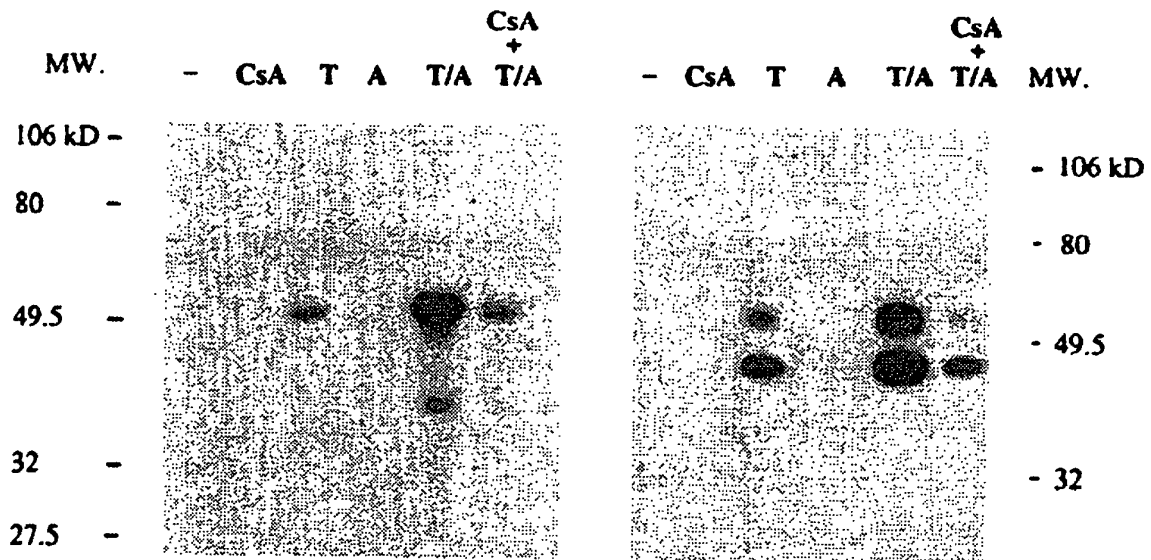 CsA
+
MW. - CsA T A T/A T/A
106 kD -
80 -
49.5 -
32 -
27.5 -
CsA
+
- CsA T A T/A T/A MW.
- 106 kD
- 80
- 49.5
- 32